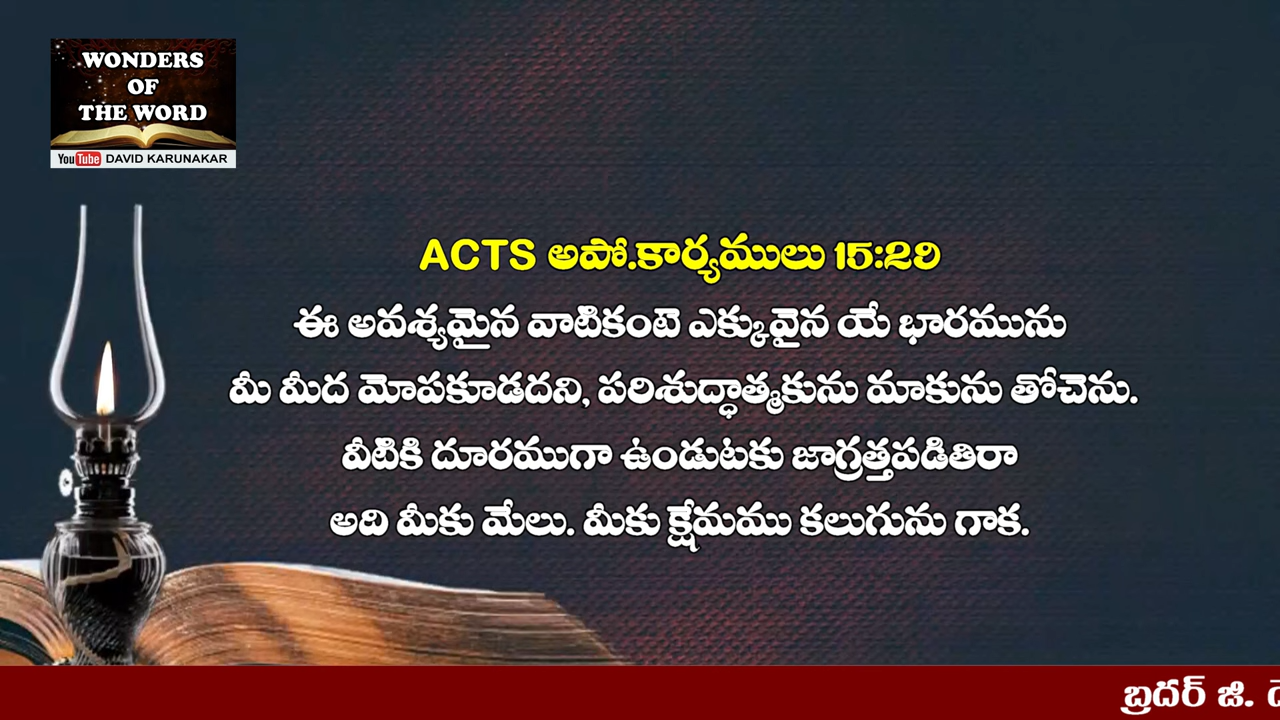 WONDERS
OF
THE WORD
YouTube DAVID KARUNAKAR
ACTS అపో.కార్యములు 15:29
ఈ అవశ్యమైన వాటికంటె ఎక్కువైన యే భారమును
మీ మీద మోపకూడదని, పరిశుద్ధాత్మకును మాకును తోచెను.
వీటికి దూరముగా ఉండుటకు జాగ్రత్తపడితిరా
అది మీకు మేలు. మీకు క్షేమము కలుగును గాక.
బ్రదర్ జి.